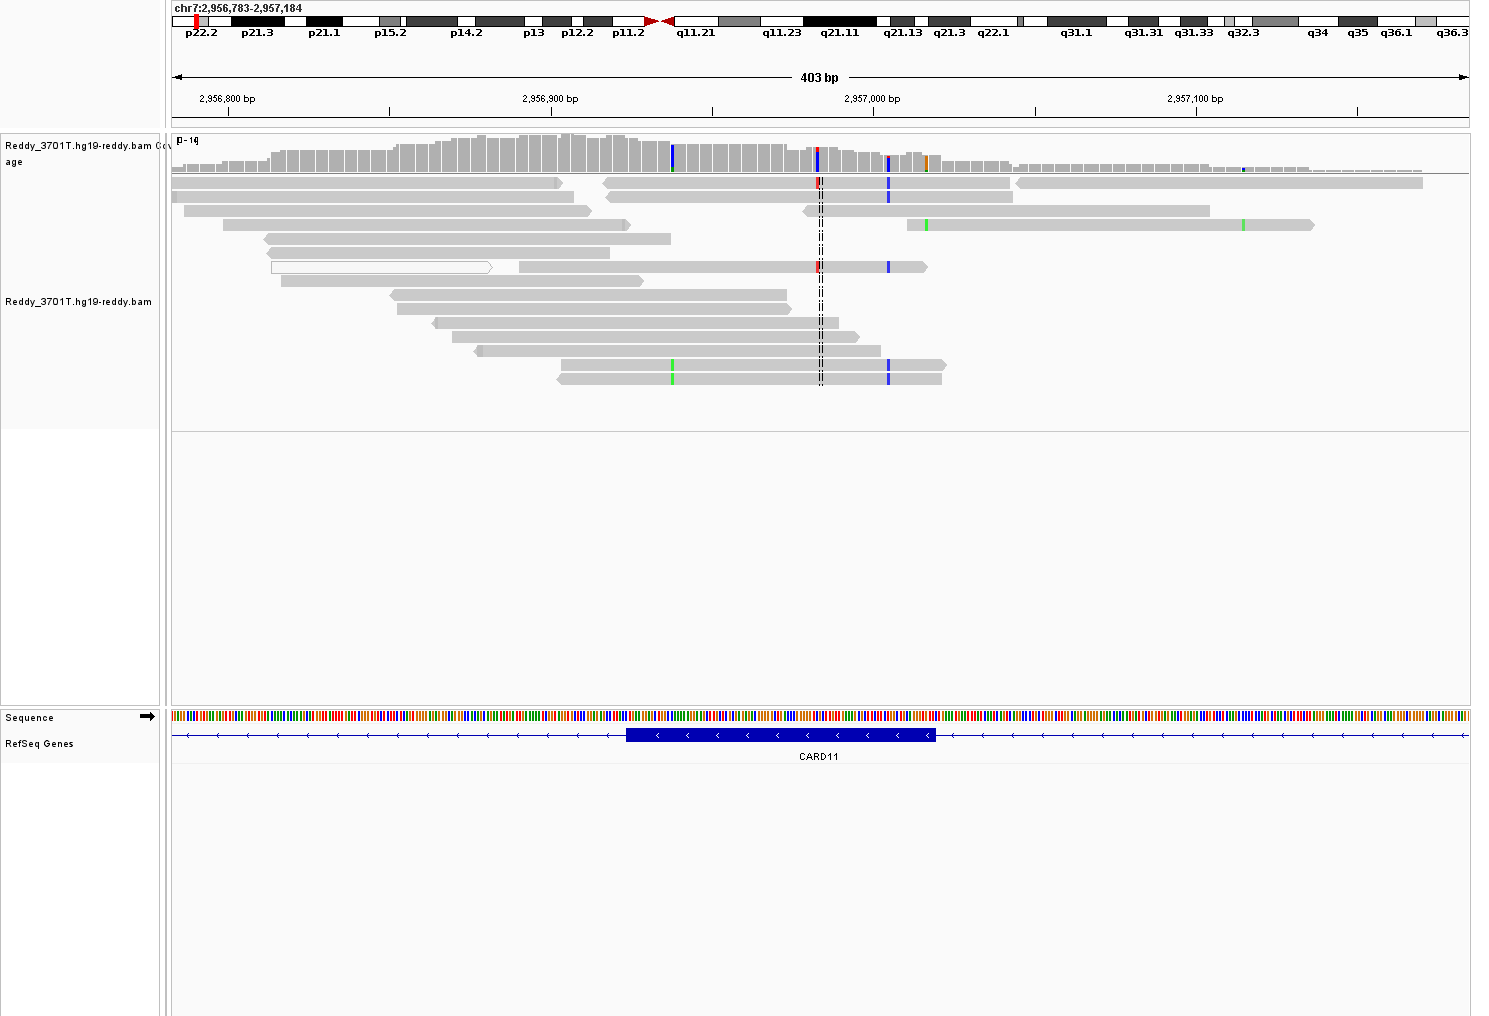 chr7:2,956,783-2,957,184
p22.2 p21.3 p21.1 p15.2 p14.2 p13 p12.2 p11.2 q11.21 q11.23 q21.11 q21.13 q21.3 q22.1 q31.1 q31.31 q31.33 q32.3 q34 q35 q36.1 q36.3
403 bp
2,956,800 bp 2,956,900 bp 2,957,000 bp 2,957,100 bp
Reddy_3701T.hg19-reddy.bam Cov
age
[0 - 14]
Reddy_3701T.hg19-reddy.bam
Sequence
RefSeq Genes
CARD11